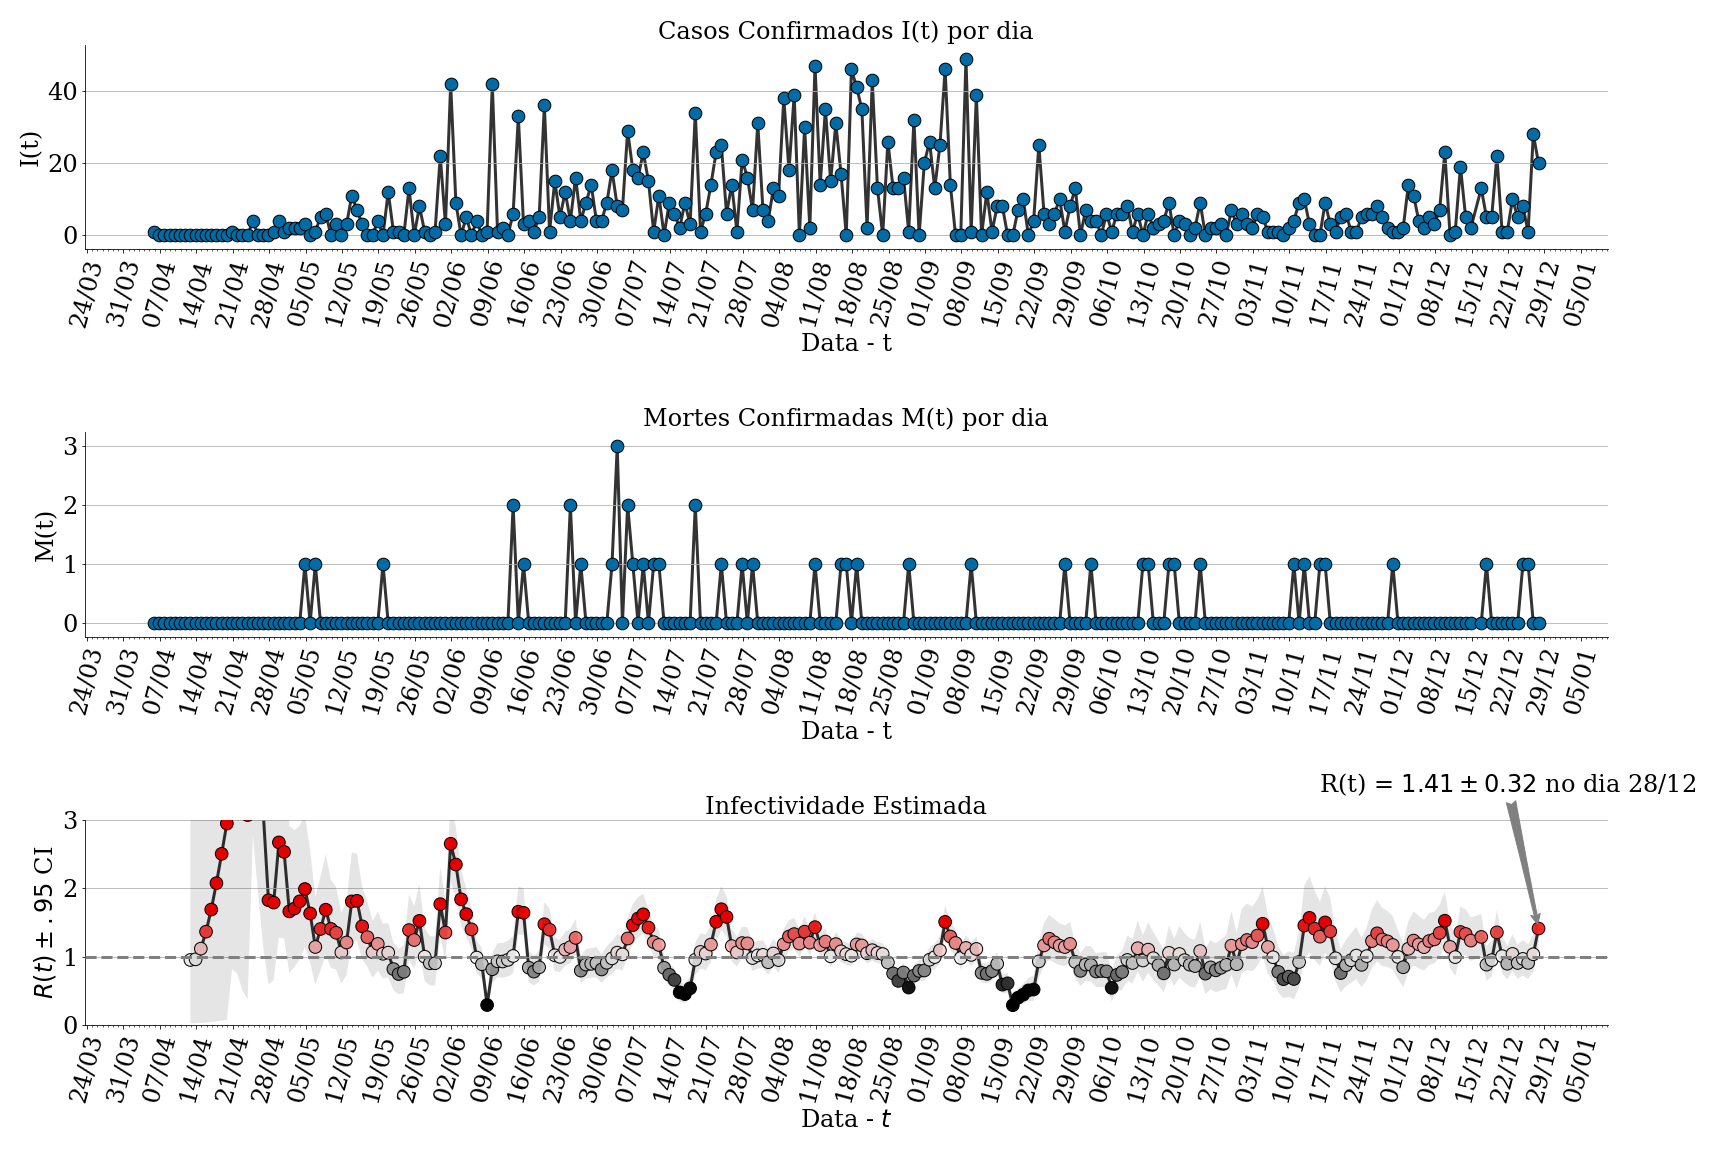 Casos Confirmados I(t) por dia
I(t)
40
20
0
24/03 31/03 07/04 14/04 21/04 28/04 05/05 12/05 19/05 26/05 02/06 09/06 16/06 23/06 30/06 07/07 14/07 21/07 28/07 04/08 11/08 18/08 25/08 01/09 08/09 15/09 22/09 29/09 06/10 13/10 20/10 27/10 03/11 10/11 17/11 24/11 01/12 08/12 15/12 22/12 29/12 05/01
Data - t
Mortes Confirmadas M(t) por dia
M(t)
3
2
1
0
24/03 31/03 07/04 14/04 21/04 28/04 05/05 12/05 19/05 26/05 02/06 09/06 16/06 23/06 30/06 07/07 14/07 21/07 28/07 04/08 11/08 18/08 25/08 01/09 08/09 15/09 22/09 29/09 06/10 13/10 20/10 27/10 03/11 10/11 17/11 24/11 01/12 08/12 15/12 22/12 29/12 05/01
Data - t
R(t) = 1.41 ± 0.32 no dia 28/12
Infectividade Estimada
R(t) ± .95 CI
3
2
1
0
24/03 31/03 07/04 14/04 21/04 28/04 05/05 12/05 19/05 26/05 02/06 09/06 16/06 23/06 30/06 07/07 14/07 21/07 28/07 04/08 11/08 18/08 25/08 01/09 08/09 15/09 22/09 29/09 06/10 13/10 20/10 27/10 03/11 10/11 17/11 24/11 01/12 08/12 15/12 22/12 29/12 05/01
Data - t